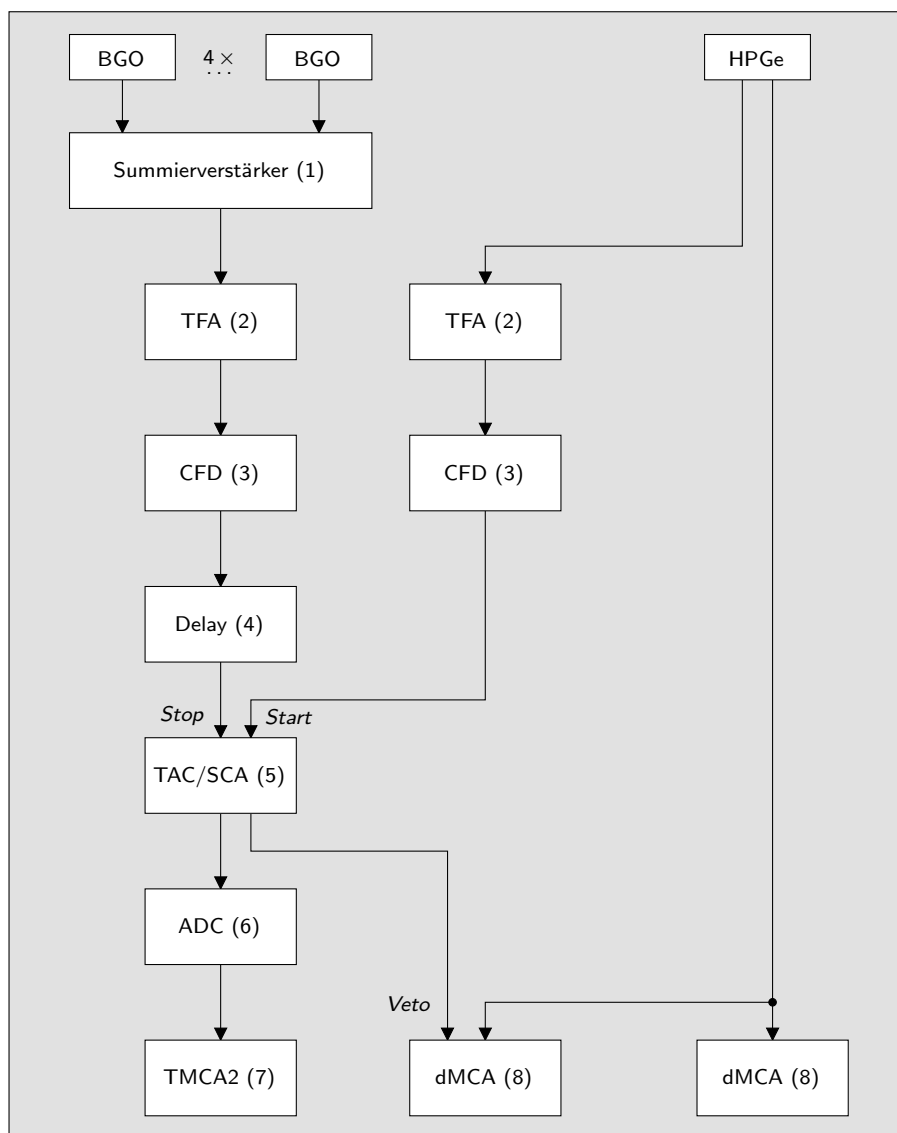 BGO 4 × ... BGO HPGe
Summierverstärker (1)
TFA (2) TFA (2)
CFD (3) CFD (3)
Delay (4)
Stop Start
TAC/SCA (5)
ADC (6)
Veto
TMCA2 (7) dMCA (8) dMCA (8)